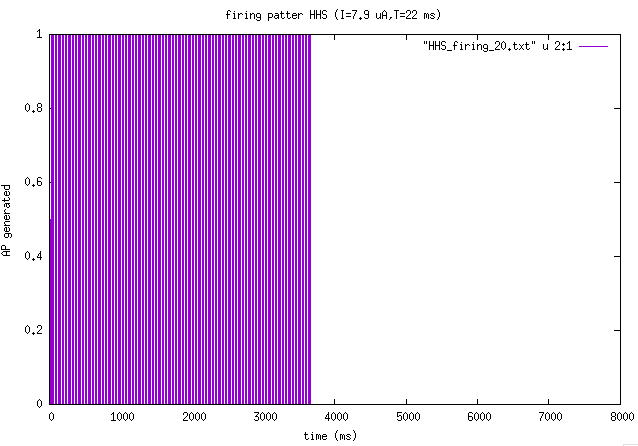 firing patter HHS (I=7.9 uA,T=22 ms)
"HHS_firing_20.txt" u 2:1
1
0.8
0.6
0.4
0.2
0
AP generated
0 1000 2000 3000 4000 5000 6000 7000 8000
time (ms)